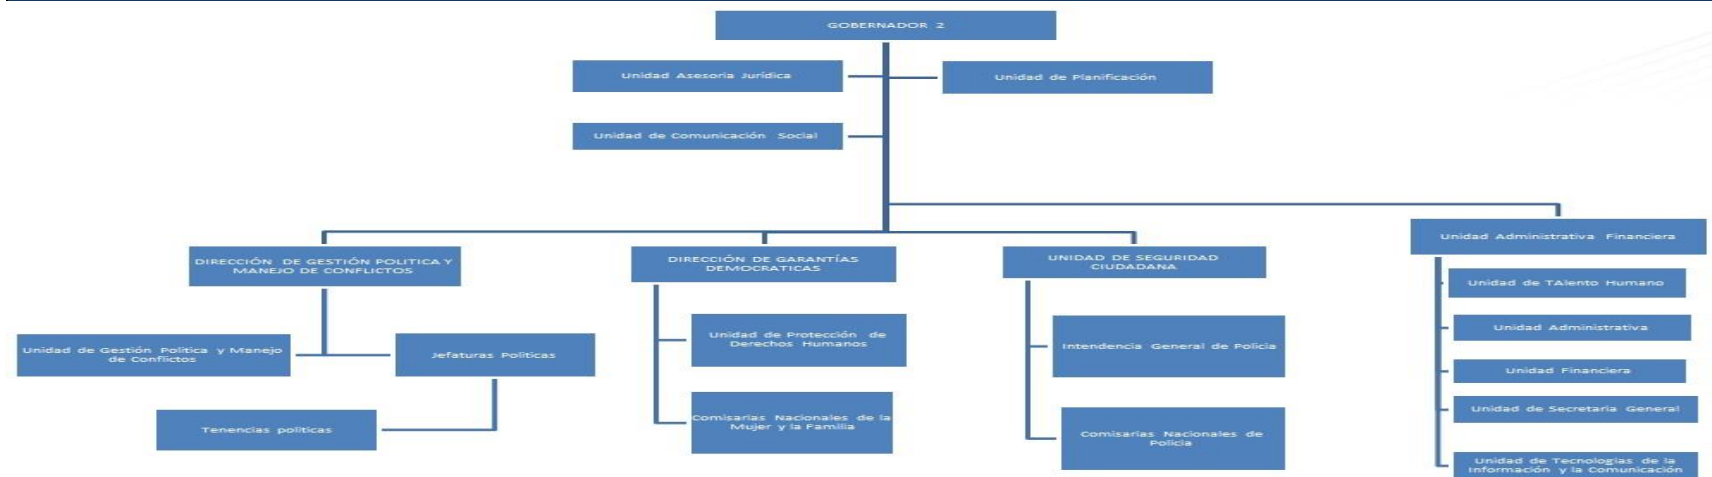 GOBERNADOR 2
Unidad Asesoria Jurídica
Unidad de Planificación
Unidad de Comunicación Social
DIRECCIÓN DE GESTIÓN POLITICA Y
MANEJO DE CONFLICTOS
DIRECCIÓN DE GARANTÍAS
DEMOCRATICAS
UNIDAD DE SEGURIDAD
CIUDADANA
Unidad Administrativa Financiera
Unidad de Gestión Politica y Manejo
de Conflictos
Jefaturas Politicas
Tenencias politicas
Unidad de Protección de
Derechos Humanos
Comisarias Nacionales de la
Mujer y la Familia
Intendencia General de Policia
Comisarias Nacionales de
Policia
Unidad de TAlento Humano
Unidad Administrativa
Unidad Financiera
Unidad de Secretaria General
Unidad de Tecnologias de la
Información y la Comunicación